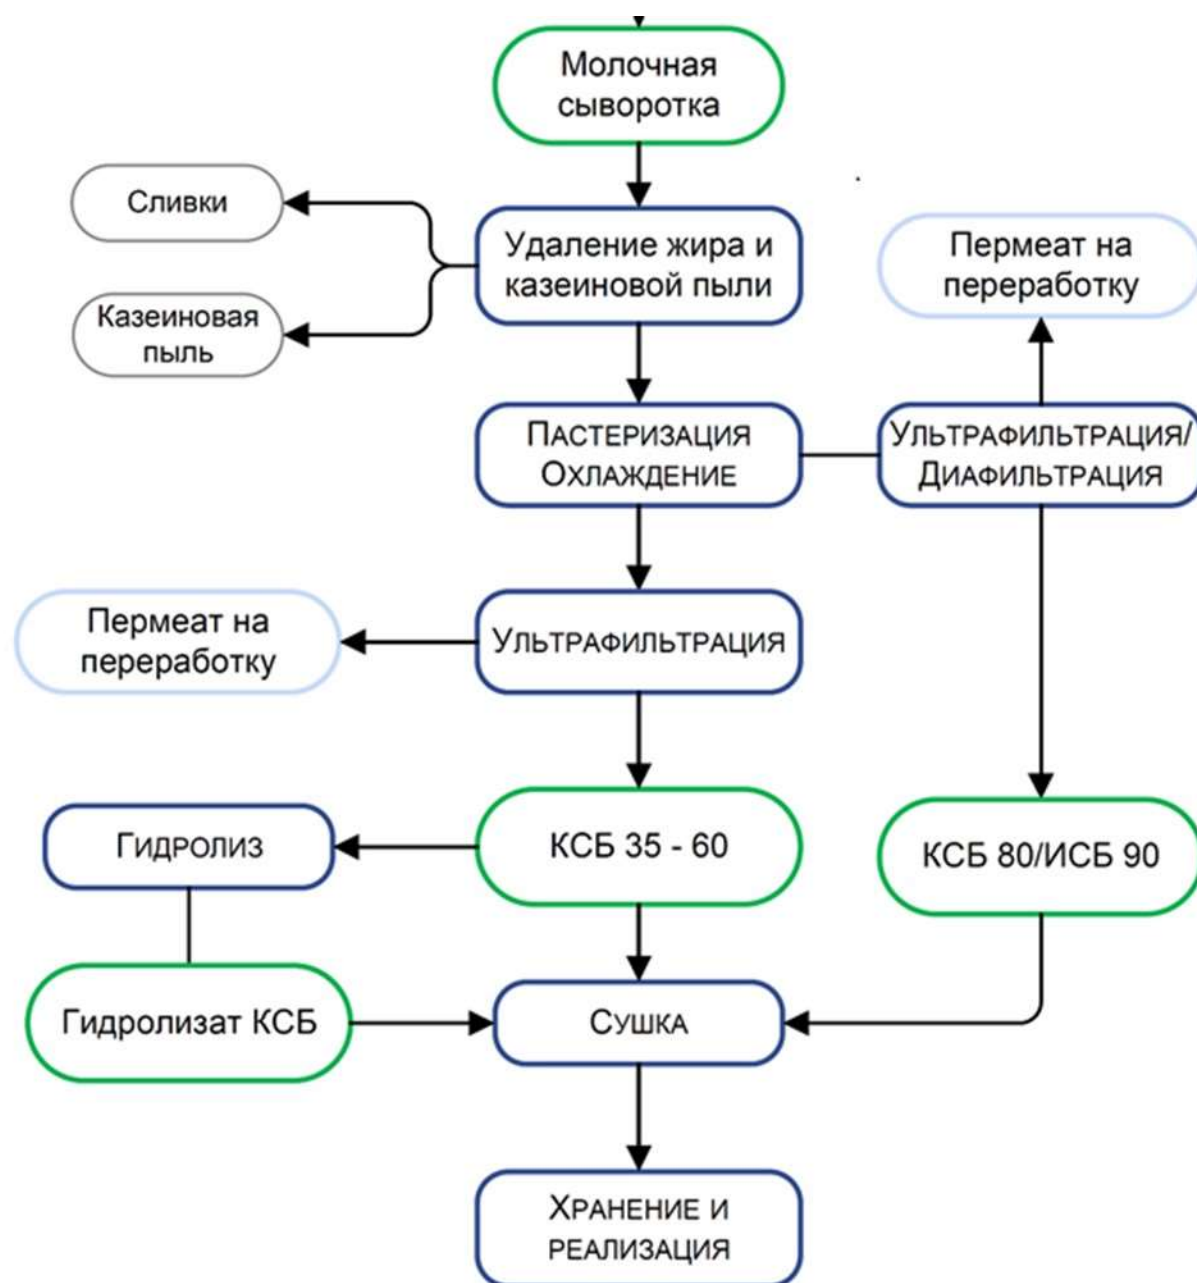 Молочная
сыворотка
Сливки
Удаление жира и
казеиновой пыли
Пермеат на
переработку
Казеиновая
пыль
ПАСТЕРИЗАЦИЯ
ОХЛАЖДЕНИЕ
УЛЬТРАФИЛЬТРАЦИЯ/
ДИАФИЛЬТРАЦИЯ
Пермеат на
переработку
УЛЬТРАФИЛЬТРАЦИЯ
ГИДРОЛИЗ
КСБ 35 - 60
КСБ 80/ИСБ 90
Гидролизат КСБ
СУШКА
ХРАНЕНИЕ И
РЕАЛИЗАЦИЯ